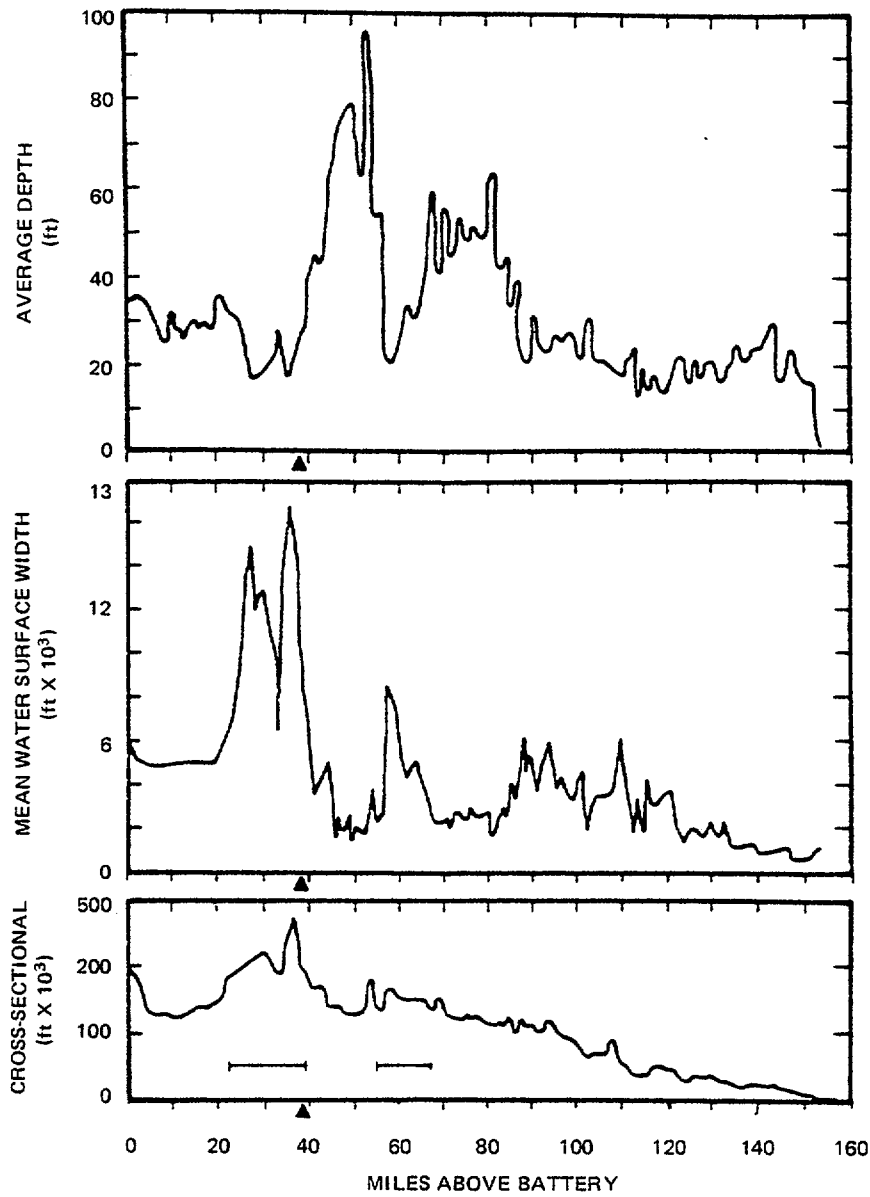 AVERAGE DEPTH
(ft)
100
80
60
40
20
0
MEAN WATER SURFACE WIDTH
(ft X 10³)
13
12
6
0
CROSS-SECTIONAL
(ft X 10³)
500
200
100
0
0 20 40 60 80 100 120 140 160
MILES ABOVE BATTERY